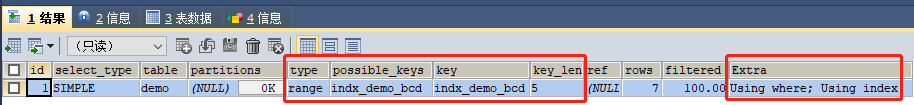 1 结果 2 信息 3 表数据 4 信息
（只读）
id select_type table partitions type possible_keys key key_len ref rows filtered Extra
1 SIMPLE demo (NULL) 0K range indx_demo_bcd indx_demo_bcd 5 (NULL 7 100.00 Using where; Using index